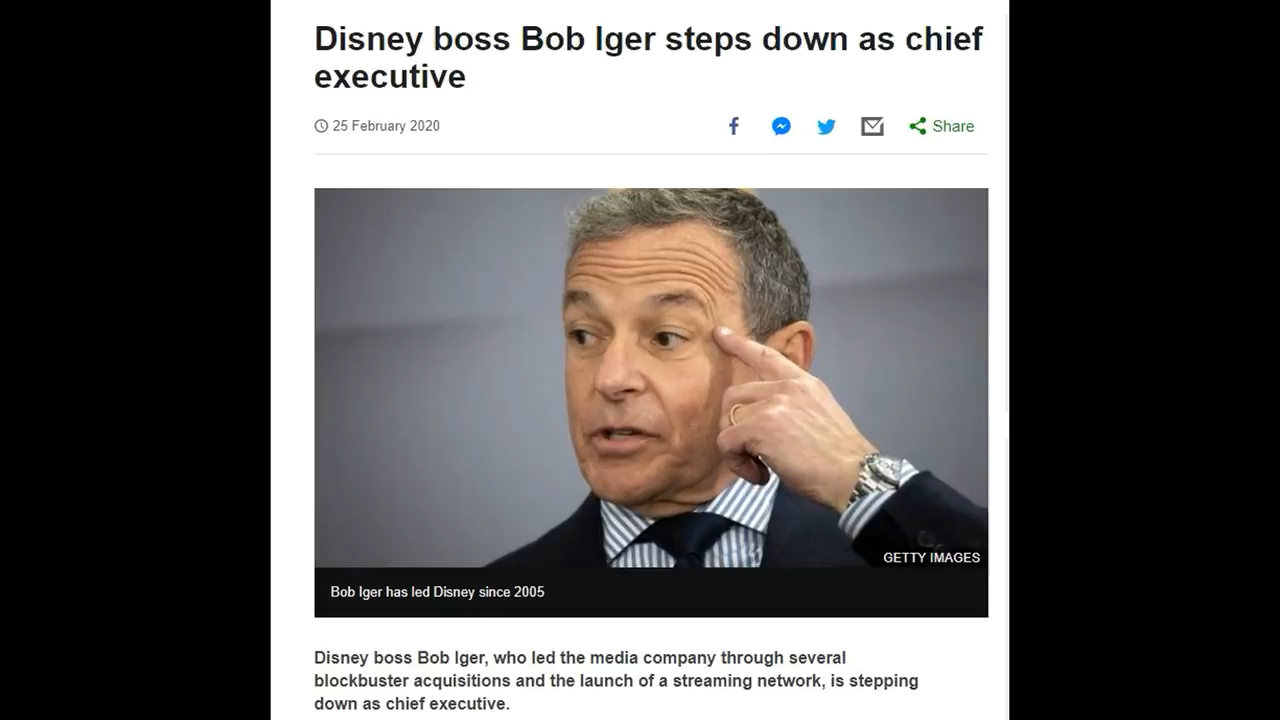 Disney boss Bob Iger steps down as chief
executive
25 February 2020
Share
GETTY IMAGES
Bob Iger has led Disney since 2005
Disney boss Bob Iger, who led the media company through several
blockbuster acquisitions and the launch of a streaming network, is stepping
down as chief executive.